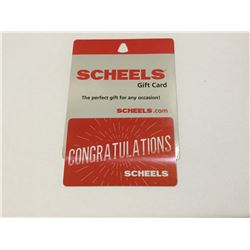 SCHEELS
Gift Card
The perfect gift for any occasion!
SCHEELS.com
CONGRATULATIONS
SCHEELS